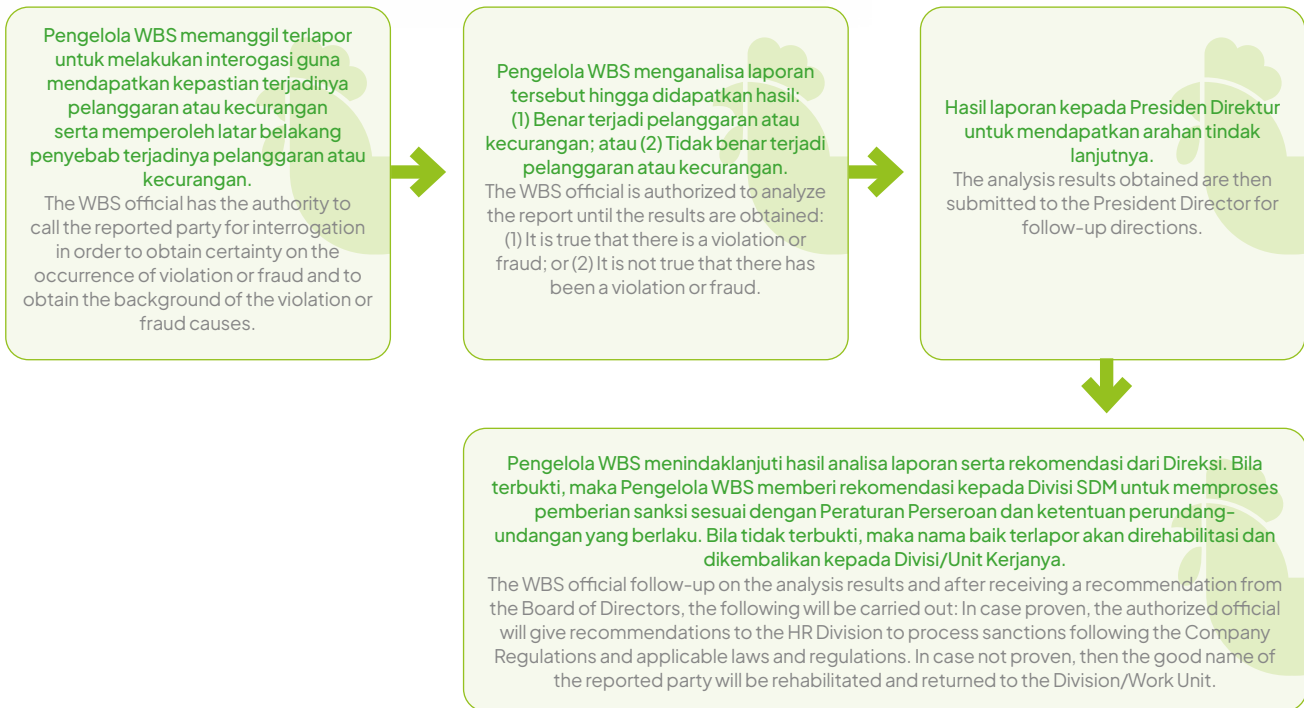 Pengelola WBS memanggil terlapor
untuk melakukan interogasi guna
mendapatkan kepastian terjadinya
pelanggaran atau kecurangan
serta memperoleh latar belakang
penyebab terjadinya pelanggaran atau
kecurangan.
The WBS official has the authority to
call the reported party for interrogation
in order to obtain certainty on the
occurrence of violation or fraud and to
obtain the background of the violation or
fraud causes.
Pengelola WBS menganalisa laporan
tersebut hingga didapatkan hasil:
(1) Benar terjadi pelanggaran atau
kecurangan; atau (2) Tidak benar terjadi
pelanggaran atau kecurangan.
The WBS official is authorized to analyze
the report until the results are obtained:
(1) It is true that there is a violation or
fraud; or (2) It is not true that there has
been a violation or fraud.
Hasil laporan kepada Presiden Direktur
untuk mendapatkan arahan tindak
lanjutnya.
The analysis results obtained are then
submitted to the President Director for
follow-up directions.
Pengelola WBS menindaklanjuti hasil analisa laporan serta rekomendasi dari Direksi. Bila
terbukti, maka Pengelola WBS memberi rekomendasi kepada Divisi SDM untuk memproses
pemberian sanksi sesuai dengan Peraturan Perseroan dan ketentuan perundang-
undangan yang berlaku. Bila tidak terbukti, maka nama baik terlapor akan direhabilitasi dan
dikembalikan kepada Divisi/Unit Kerjanya.
The WBS official follow-up on the analysis results and after receiving a recommendation from
the Board of Directors, the following will be carried out: In case proven, the authorized official
will give recommendations to the HR Division to process sanctions following the Company
Regulations and applicable laws and regulations. In case not proven, then the good name of
the reported party will be rehabilitated and returned to the Division/Work Unit.